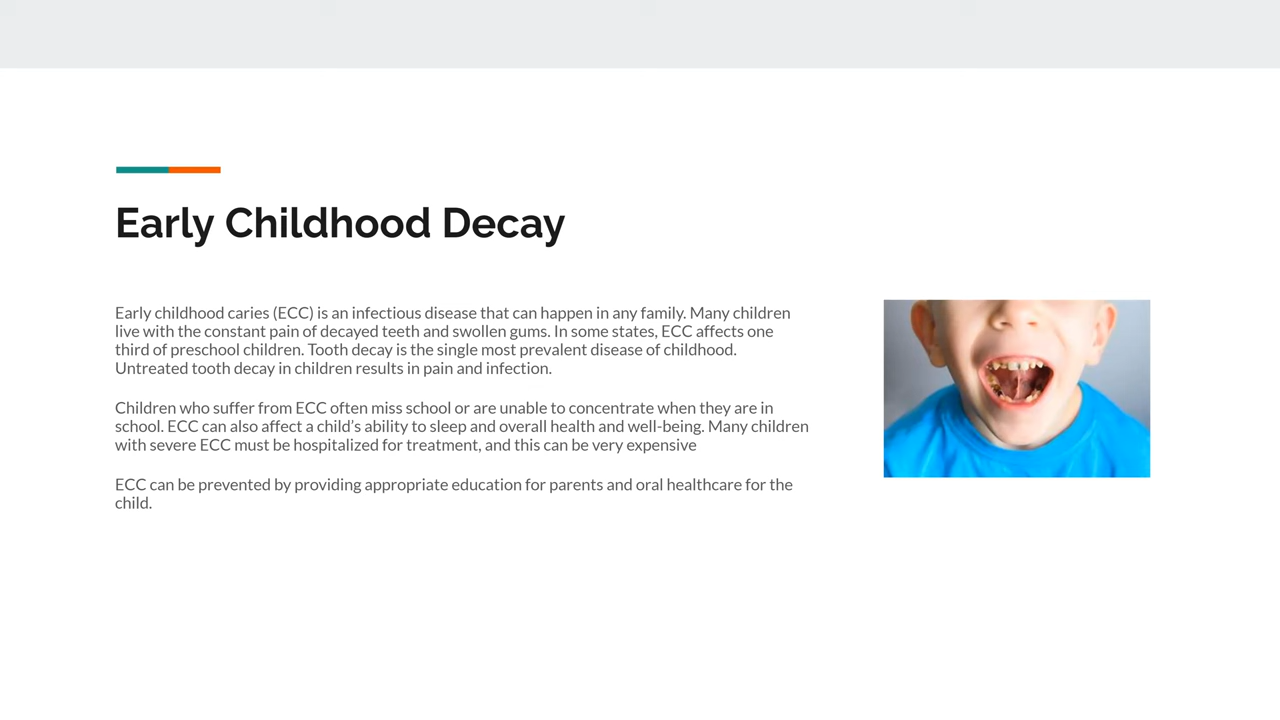 Early Childhood Decay
Early childhood caries (ECC) is an infectious disease that can happen in any family. Many children
live with the constant pain of decayed teeth and swollen gums. In some states, ECC affects one
third of preschool children. Tooth decay is the single most prevalent disease of childhood.
Untreated tooth decay in children results in pain and infection.
Children who suffer from ECC often miss school or are unable to concentrate when they are in
school. ECC can also affect a child’s ability to sleep and overall health and well-being. Many children
with severe ECC must be hospitalized for treatment, and this can be very expensive
ECC can be prevented by providing appropriate education for parents and oral healthcare for the
child.